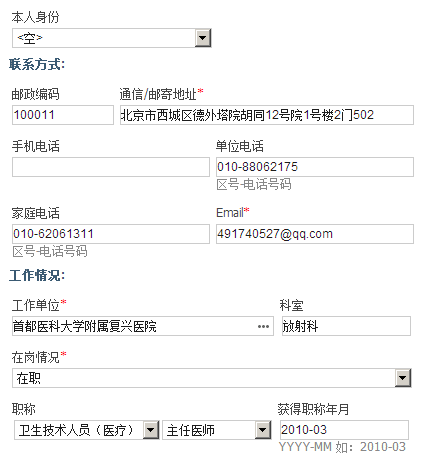 本人身份
<空>
联系方式：
邮政编码 通信/邮寄地址*
100011 北京市西城区德外塔院胡同12号院1号楼2门502
手机电话 单位电话
010-88062175
区号-电话号码
家庭电话 Email*
010-62061311 491740527@qq.com
区号-电话号码
工作情况：
工作单位* 科室
首都医科大学附属复兴医院 ••• 放射科
在岗情况*
在职
职称 获得职称年月
卫生技术人员（医疗） 主任医师 2010-03
YYYY-MM 如：2010-03